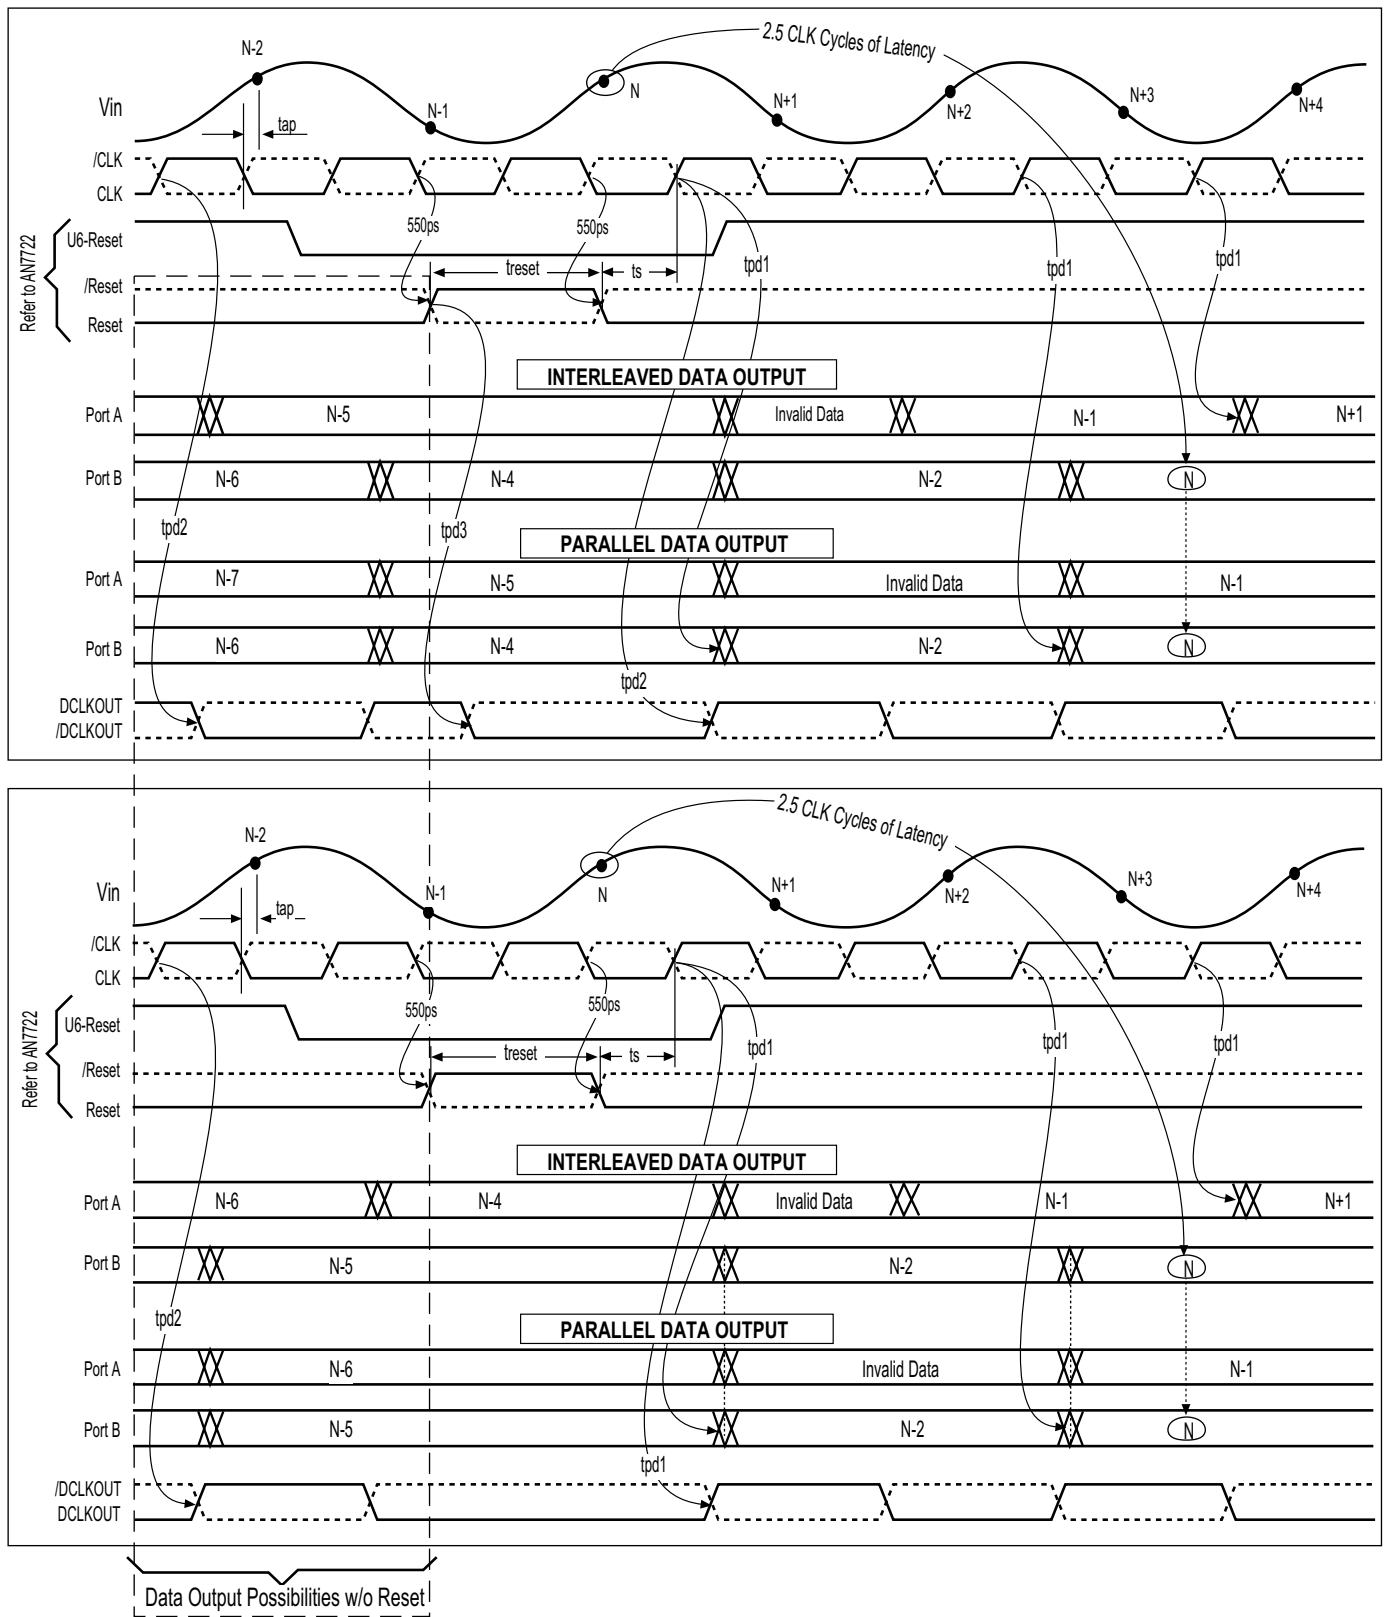 2.5 CLK Cycles of Latency
N-2
N-1
N
N+1
N+2
N+3
N+4
Vin
tap
/CLK
CLK
550ps
550ps
Refer to AN7722
U6-Reset
treset
ts
tpd1
tpd1
tpd1
/Reset
Reset
INTERLEAVED DATA OUTPUT
Port A
N-5
Invalid Data
N-1
N+1
Port B
N-6
N-4
N-2
N
tpd2
tpd3
PARALLEL DATA OUTPUT
Port A
N-7
N-5
Invalid Data
N-1
Port B
N-6
N-4
N-2
N
tpd2
DCLKOUT
/DCLKOUT
2.5 CLK Cycles of Latency
N-2
N-1
N
N+1
N+2
N+3
N+4
Vin
tap
/CLK
CLK
550ps
550ps
Refer to AN7722
U6-Reset
treset
ts
tpd1
tpd1
tpd1
/Reset
Reset
INTERLEAVED DATA OUTPUT
Port A
N-6
N-4
Invalid Data
N-1
N+1
Port B
N-5
N-2
N
tpd2
PARALLEL DATA OUTPUT
Port A
N-6
Invalid Data
N-1
Port B
N-5
N-2
N
tpd1
/DCLKOUT
DCLKOUT
Data Output Possibilities w/o Reset